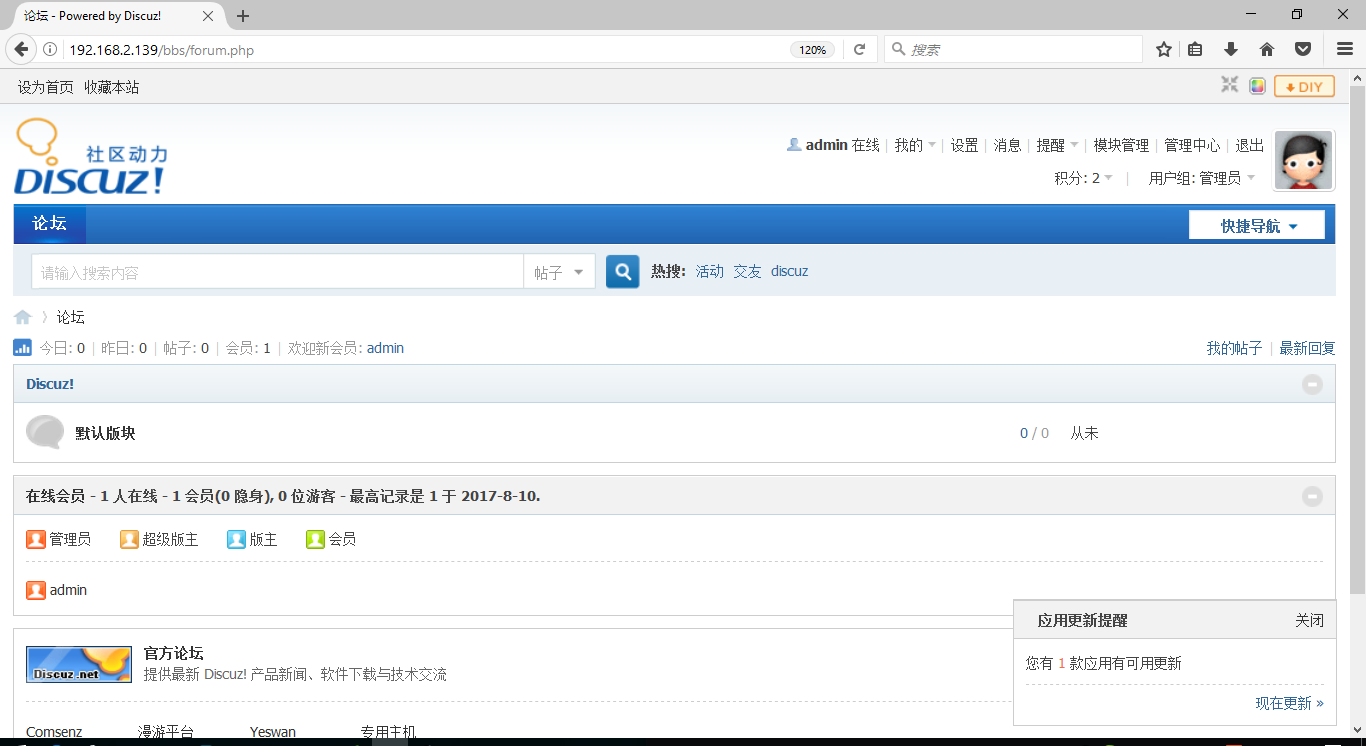 论坛 - Powered by Discuz!
192.168.2.139/bbs/forum.php 120% 搜索
设为首页 收藏本站 DIY
社区动力
DISCUZ!
admin 在线 我的 设置 消息 提醒 模块管理 管理中心 退出
积分: 2 用户组: 管理员
论坛 快捷导航
请输入搜索内容 帖子 热搜: 活动 交友 discuz
论坛
今日: 0 昨日: 0 帖子: 0 会员: 1 欢迎新会员: admin 我的帖子 最新回复
Discuz!
默认版块 0 / 0 从未
在线会员 - 1 人在线 - 1 会员(0 隐身), 0 位游客 - 最高记录是 1 于 2017-8-10.
管理员 超级版主 版主 会员
admin
应用更新提醒 关闭
您有 1 款应用有可用更新
现在更新 »
Discuz.net 官方论坛
提供最新 Discuz! 产品新闻、软件下载与技术交流
Comsenz 漫游平台 Yeswan 专用主机